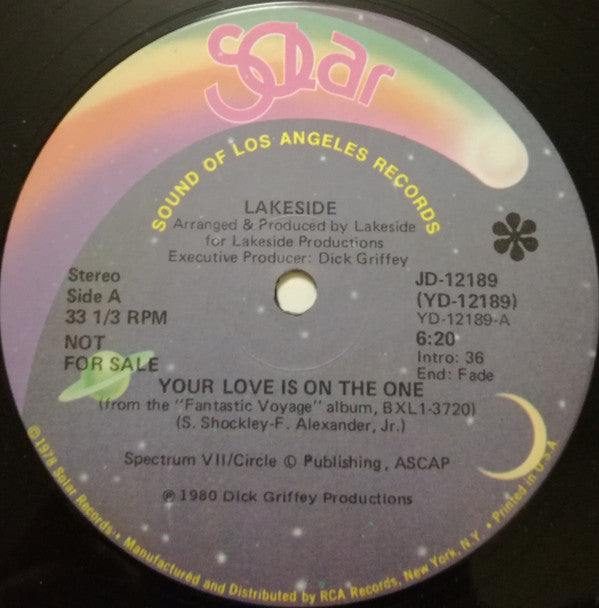 Solar
SOUND OF LOS ANGELES RECORDS
LAKESIDE
Arranged & Produced by Lakeside
for Lakeside Productions
Executive Producer: Dick Griffey
Stereo
Side A
33 1/3 RPM
NOT
FOR SALE
JD-12189
(YD-12189)
YD-12189-A
6:20
Intro: 36
End: Fade
YOUR LOVE IS ON THE ONE
(from the "Fantastic Voyage" album, BXL1-3720)
(S. Shockley-F. Alexander, Jr.)
Spectrum VII/Circle © Publishing, ASCAP
℗ 1980 Dick Griffey Productions
©1978 Solar Records • Manufactured and Distributed by RCA Records, New York, N.Y. • Printed in U.S.A.